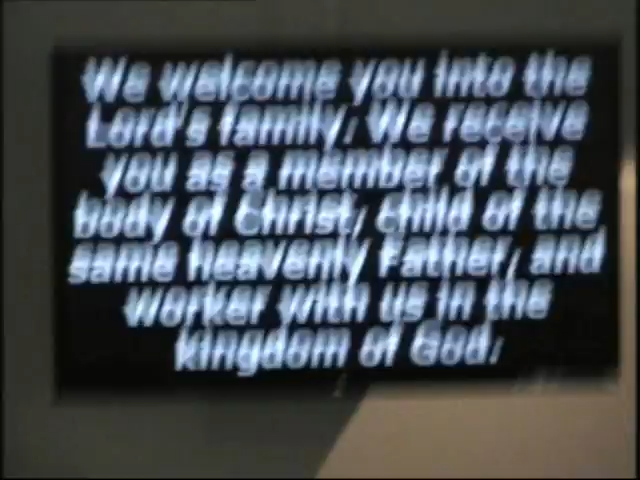 We welcome you into the
Lord's family. We receive
you as a member of the
body of Christ, child of the
same heavenly Father, and
worker with us in the
kingdom of God.